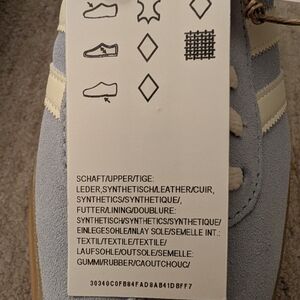 SCHAFT/UPPER/TIGE:
LEDER,SYNTHETISCH/LEATHER/CUIR,
SYNTHETICS/SYNTHETIQUE/,
FUTTER/LINING/DOUBLURE:
SYNTHETISCH/SYNTHETICS/SYNTHETIQUE/
EINLEGESOHLE/INLAY SOLE/SEMELLE INT.:
TEXTIL/TEXTILE/TEXTILE/
LAUFSOHLE/OUTSOLE/SEMELLE:
GUMMI/RUBBER/CAOUTCHOUC/
30340C0FB84FAD8AB41DBFF7